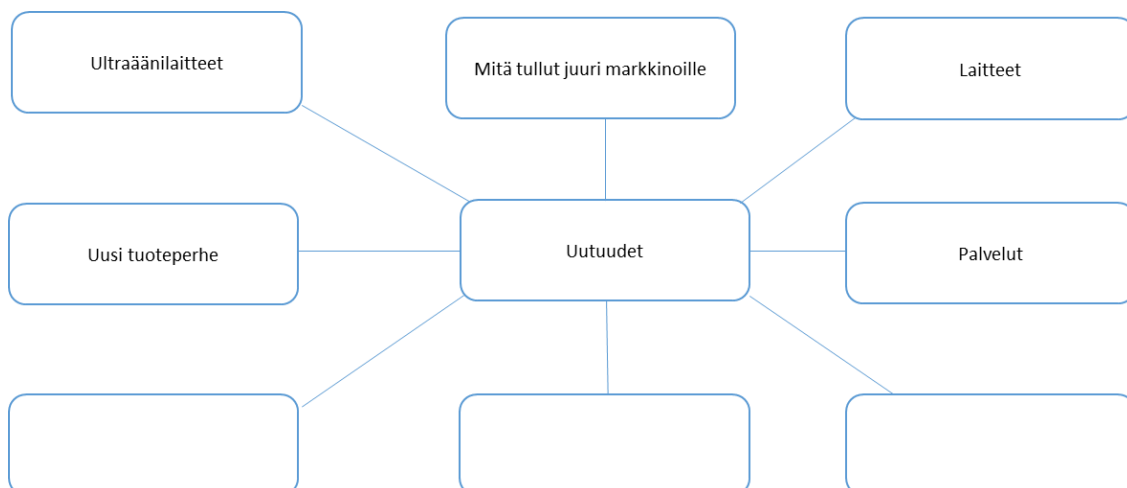 Ultraäänilaitteet
Mitä tullut juuri markkinoille
Laitteet
Uusi tuoteperhe
Uutuudet
Palvelut